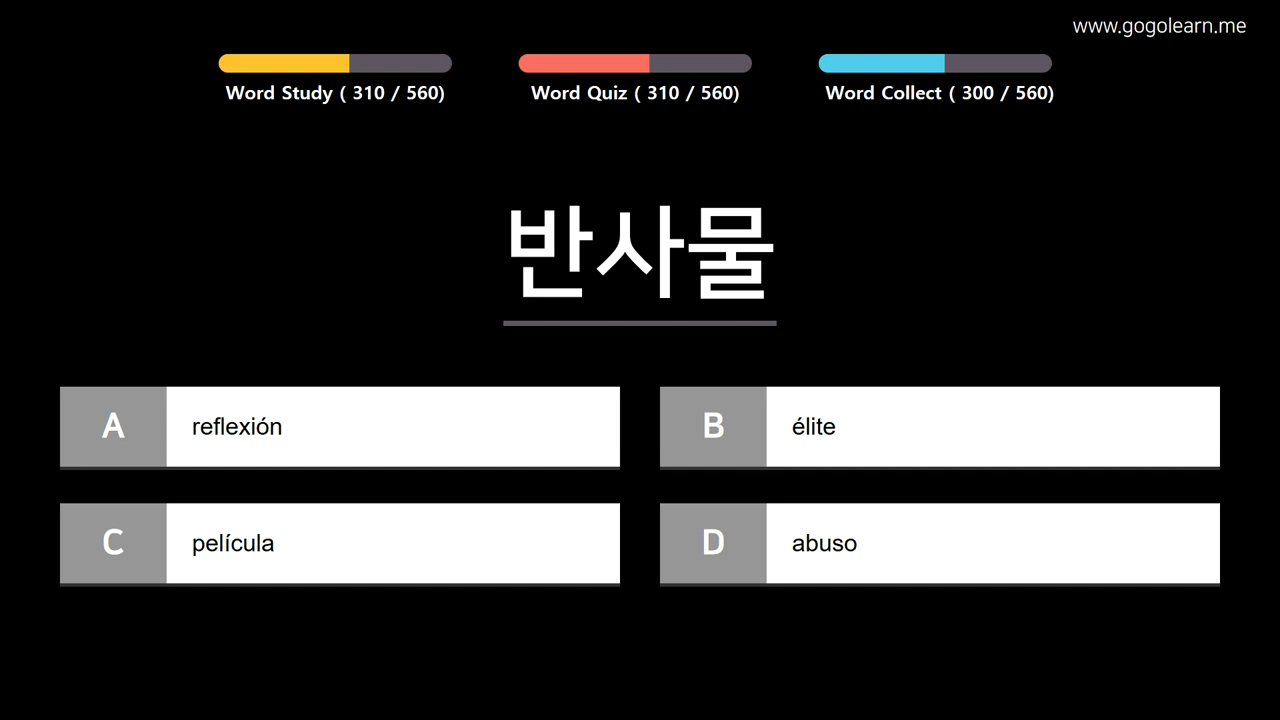 www.gogolearn.me
Word Study ( 310 / 560)
Word Quiz ( 310 / 560)
Word Collect ( 300 / 560)
반사물
A reflexión
B élite
C película
D abuso